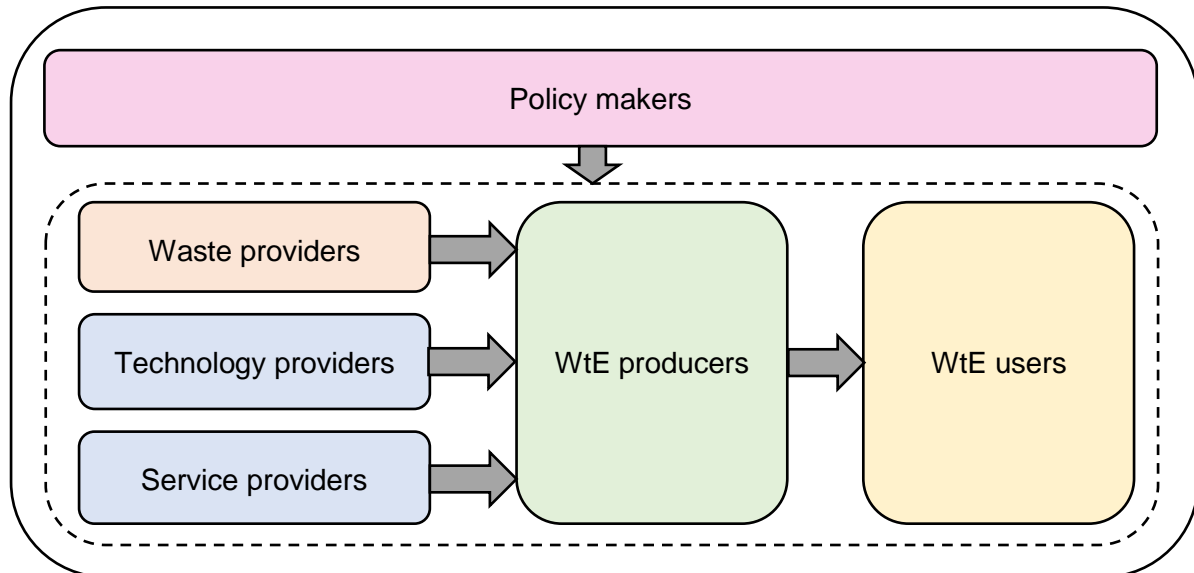 Policy makers
Waste providers
Technology providers
Service providers
WtE producers
WtE users